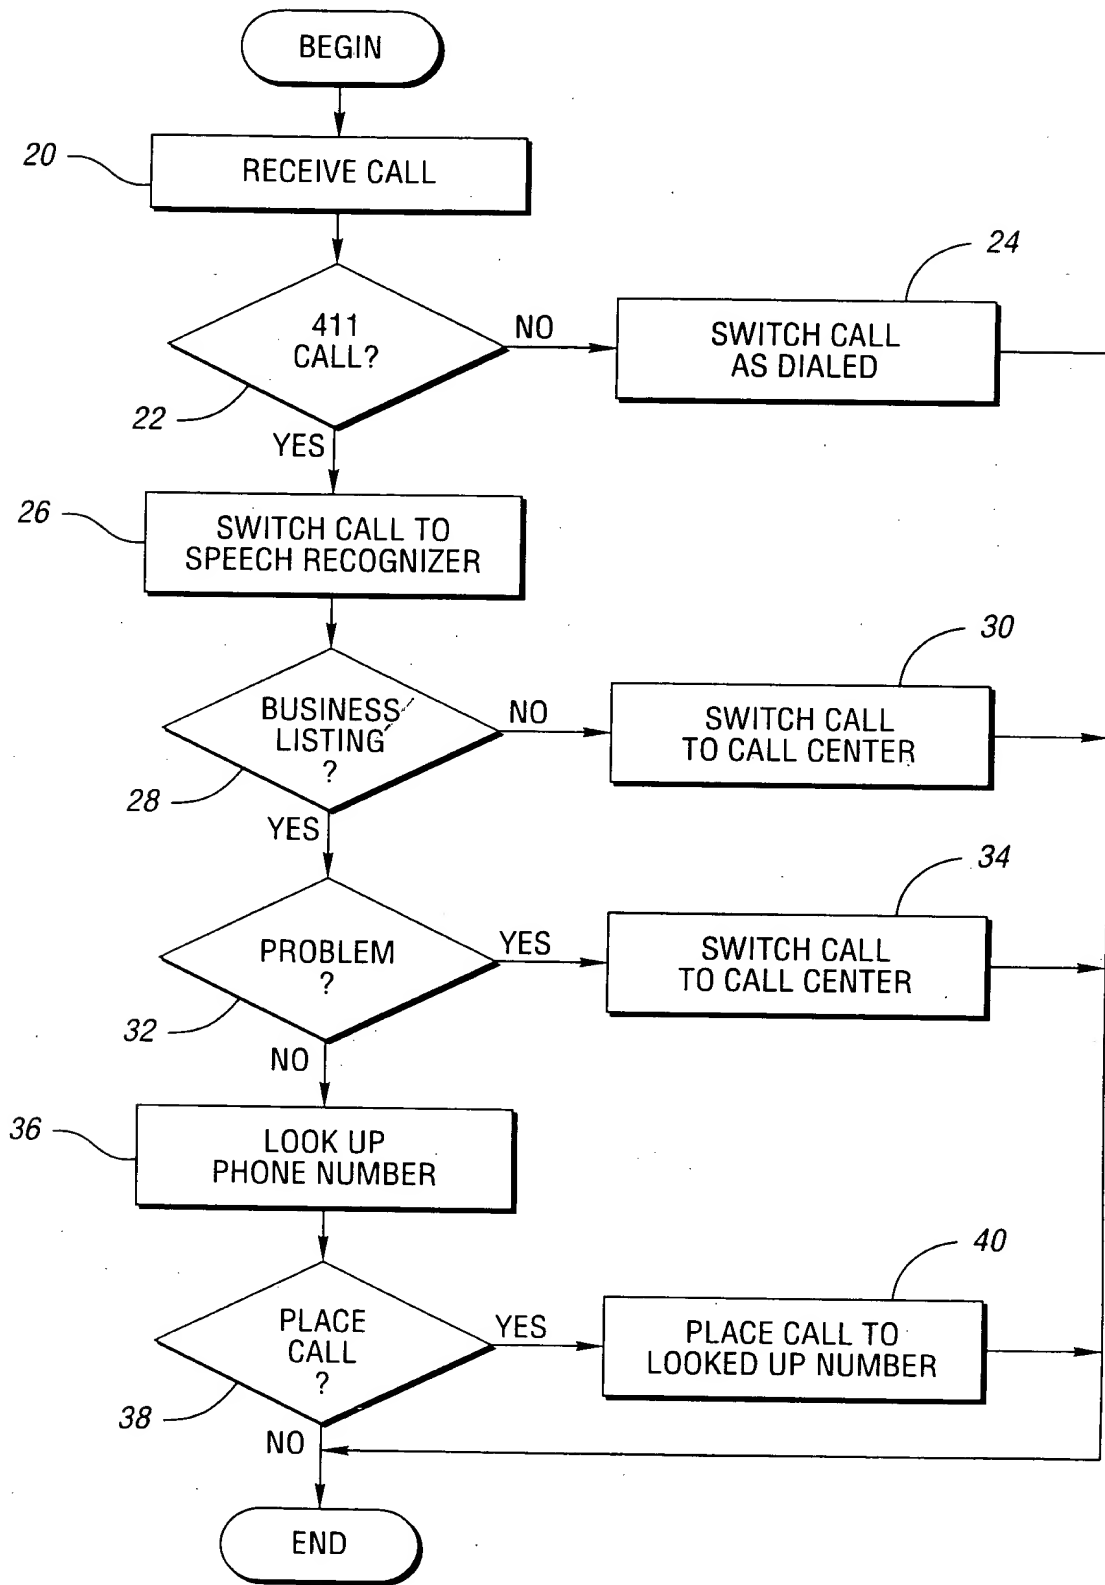 BEGIN
20
RECEIVE CALL
24
411
CALL?
NO
SWITCH CALL
AS DIALED
22
YES
26
SWITCH CALL TO
SPEECH RECOGNIZER
30
BUSINESS
LISTING
?
NO
SWITCH CALL
TO CALL CENTER
28
YES
34
PROBLEM
?
YES
SWITCH CALL
TO CALL CENTER
32
NO
36
LOOK UP
PHONE NUMBER
40
PLACE
CALL
?
YES
PLACE CALL TO
LOOKED UP NUMBER
38
NO
END